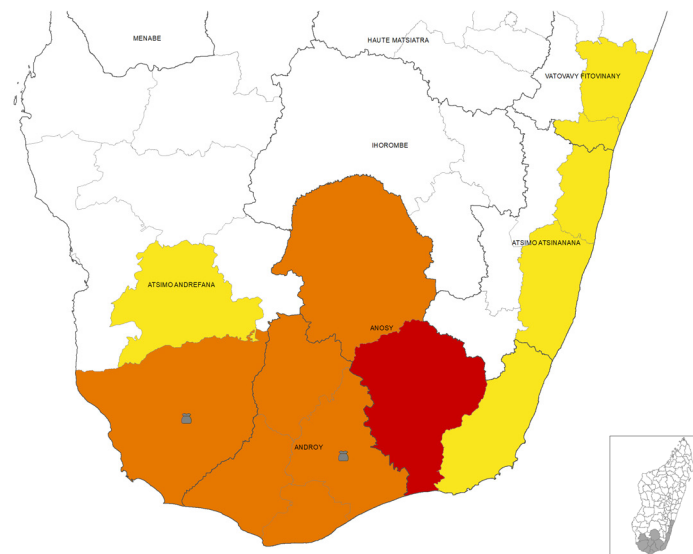 MENABE
HAUTE MATSIATRA
VATOVAVY FITOVINANY
IHOROMBE
ATSIMO ATSINANANA
ATSIMO ANDREFANA
ANOSY
ANDROY